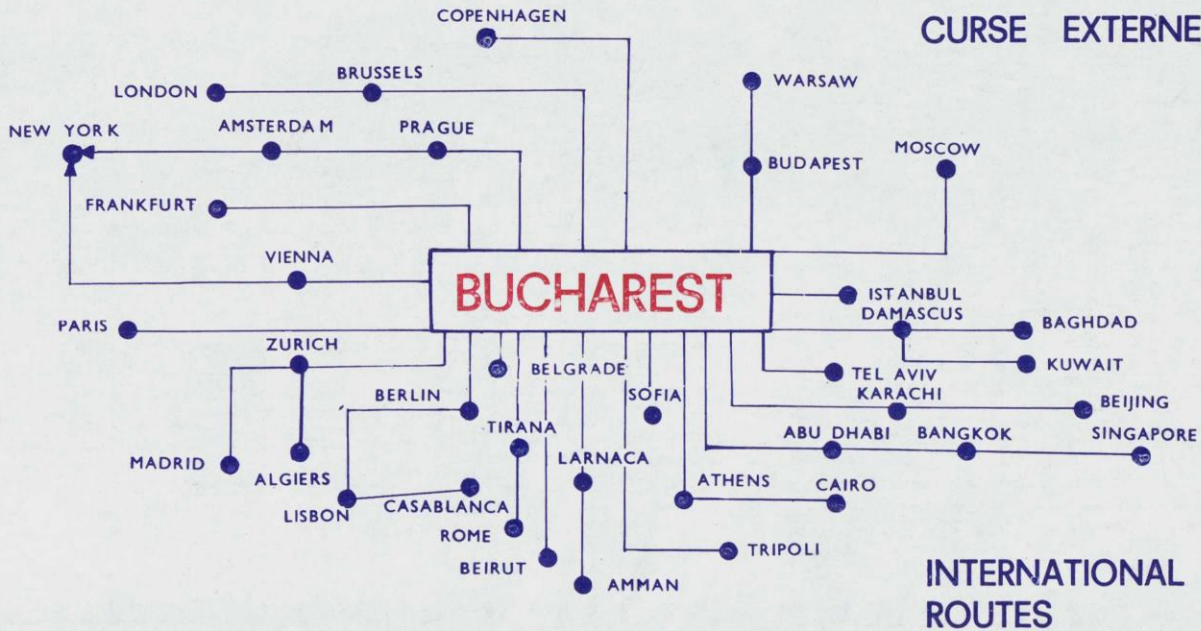 COPENHAGEN
CURSE EXTERNE
BRUSSELS
WARSAW
LONDON
NEW YORK
AMSTERDAM
PRAGUE
MOSCOW
BUDAPEST
FRANKFURT
VIENNA
BUCHAREST
ISTANBUL
DAMASCUS
PARIS
BAGHDAD
ZURICH
KUWAIT
BELGRADE
TEL AVIV
BERLIN
SOFIA
KARACHI
BEIJING
TIRANA
ABU DHABI
BANGKOK
SINGAPORE
MADRID
LARNACA
ALGIERS
ATHENS
CAIRO
LISBON
CASABLANCA
ROME
TRIPOLI
BEIRUT
AMMAN
INTERNATIONAL
ROUTES